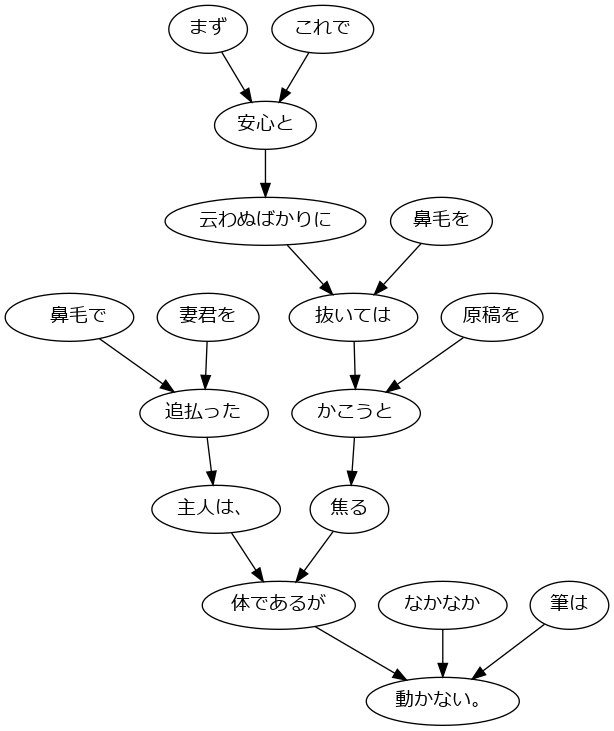 まず
これで
安心と
云わぬばかりに
鼻毛を
鼻毛で
妻君を
抜いては
原稿を
追払った
かこうと
主人は、
焦る
体であるが
なかなか
筆は
動かない。